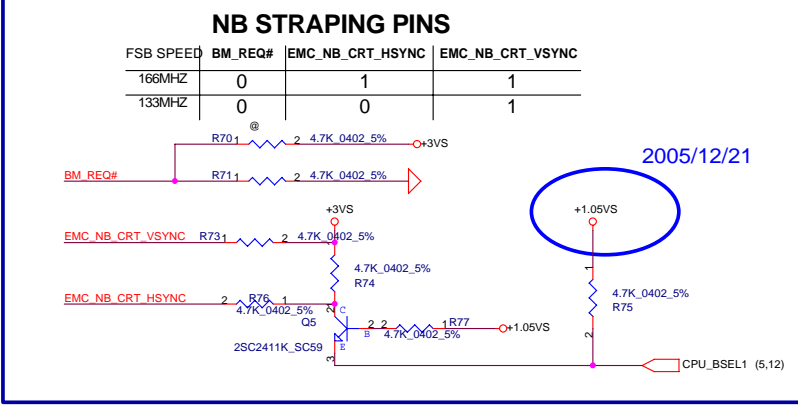 NB STRAPING PINS
FSB SPEED BM_REQ# EMC_NB_CRT_HSYNC EMC_NB_CRT_VSYNC
166MHZ 0 1 1
133MHZ 0 0 1
@
R70 1 2 4.7K_0402_5% +3VS
2005/12/21
BM_REQ# R71 1 2 4.7K_0402_5%
+3VS +1.05VS
EMC_NB_CRT_VSYNC R73 1 2 4.7K_0402_5%
1
4.7K_0402_5%
R74
4.7K_0402_5%
R75
EMC_NB_CRT_HSYNC 2 R76 1
4.7K_0402_5%
2 C
Q5
B 2 2 1 R77 +1.05VS
4.7K_0402_5%
2
2SC2411K_SC59 E
3
CPU_BSEL1 (5,12)